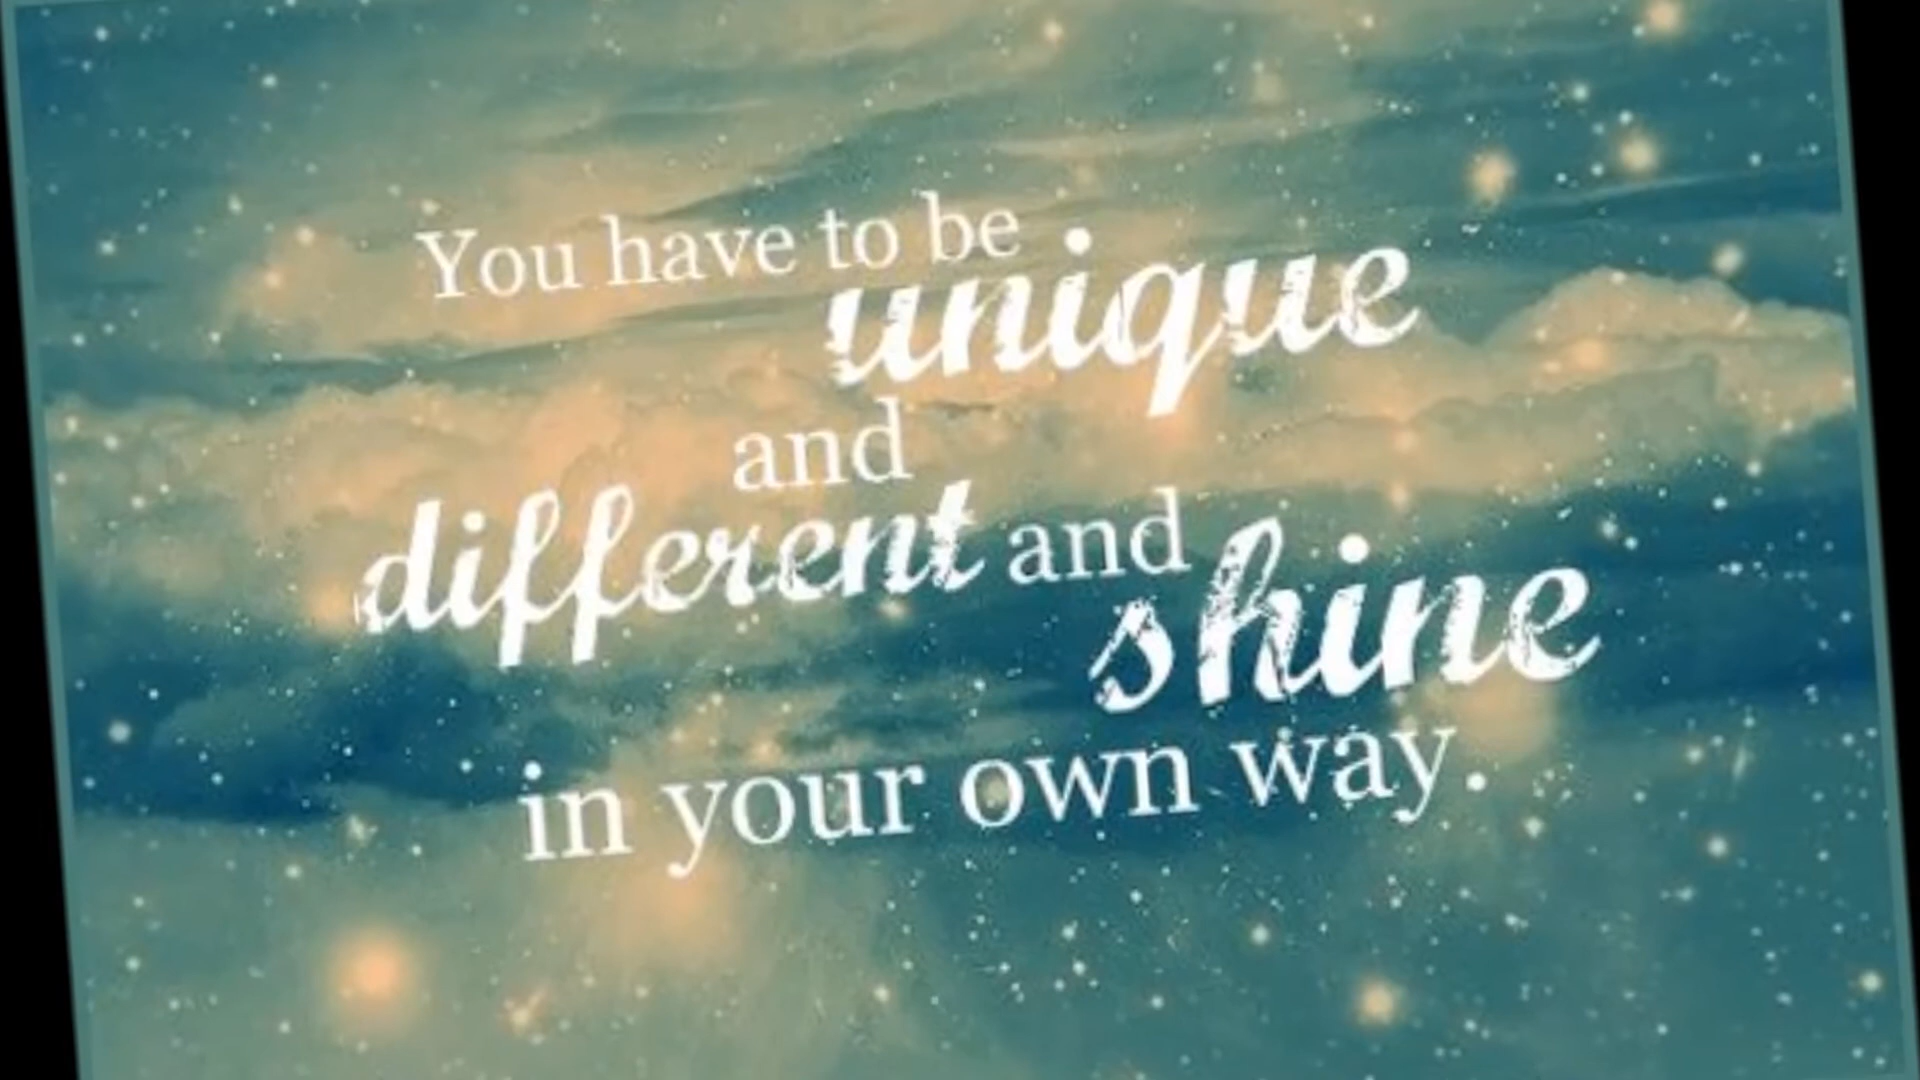 You have to be
unique
and
different and
shine
in your own way.